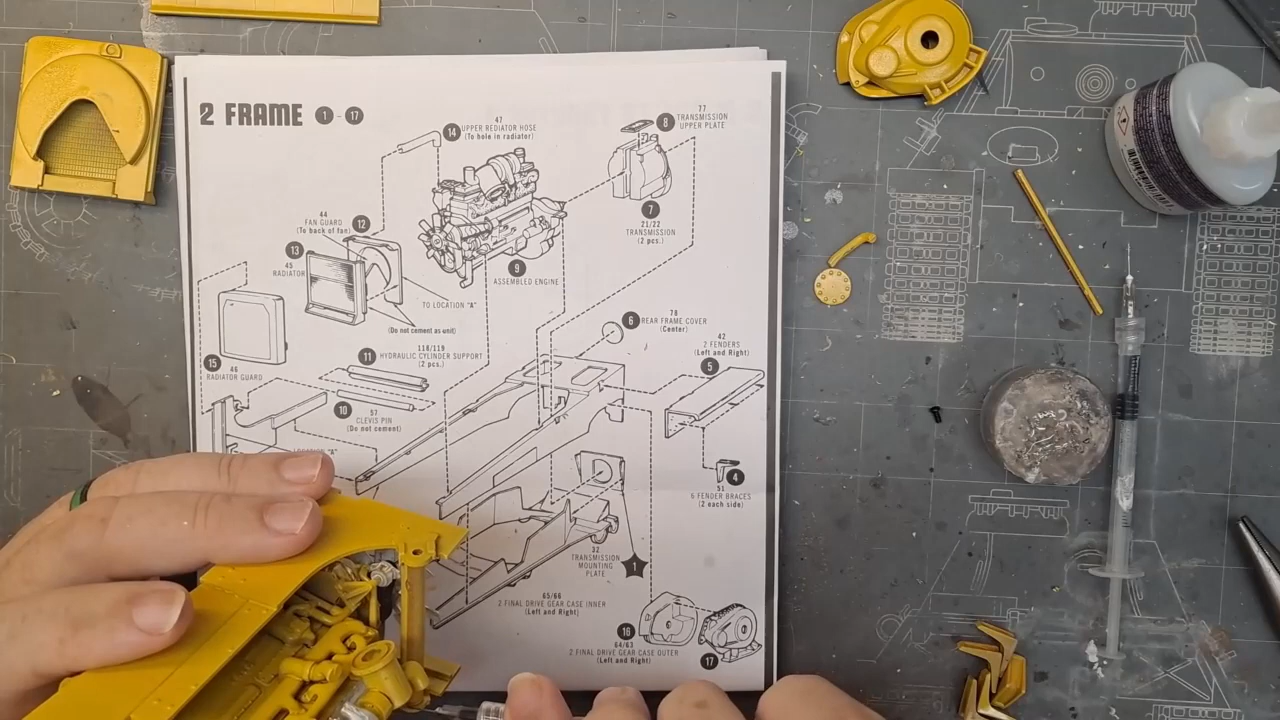 2 FRAME 1 - 17
47
14 UPPER REDIATOR HOSE
(To hole in radiator)
77
8 TRANSMISSION
UPPER PLATE
44
FAN GUARD
(To back of fan)
12
13
45
RADIATOR
7
21/22
TRANSMISSION
(2 pcs.)
9
ASSEMBLED ENGINE
TO LOCATION "A"
(Do not cement as unit)
78
6 REAR FRAME COVER
(Center)
42
2 FENDERS
(Left and Right)
5
118/119
11 HYDRAULIC CYLINDER SUPPORT
(2 pcs.)
15 46
RADIATOR GUARD
10
57
CLEVIS PIN
(Do not cement)
4
51
6 FENDER BRACES
(2 each side)
32
TRANSMISSION
MOUNTING
PLATE
1
65/66
2 FINAL DRIVE GEAR CASE INNER
(Left and Right)
16
64/63
2 FINAL DRIVE GEAR CASE OUTER
(Left and Right)
17